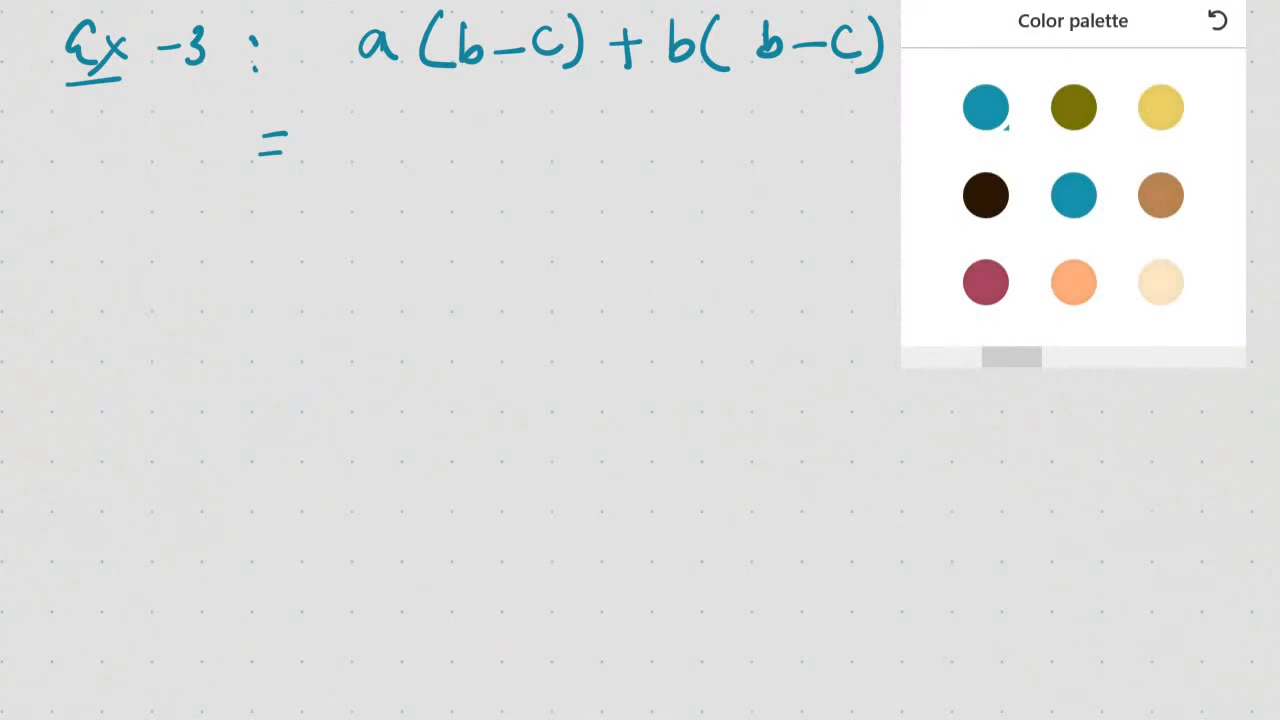 Ex -3 : a (b-c) + b( b-c)
Color palette
=